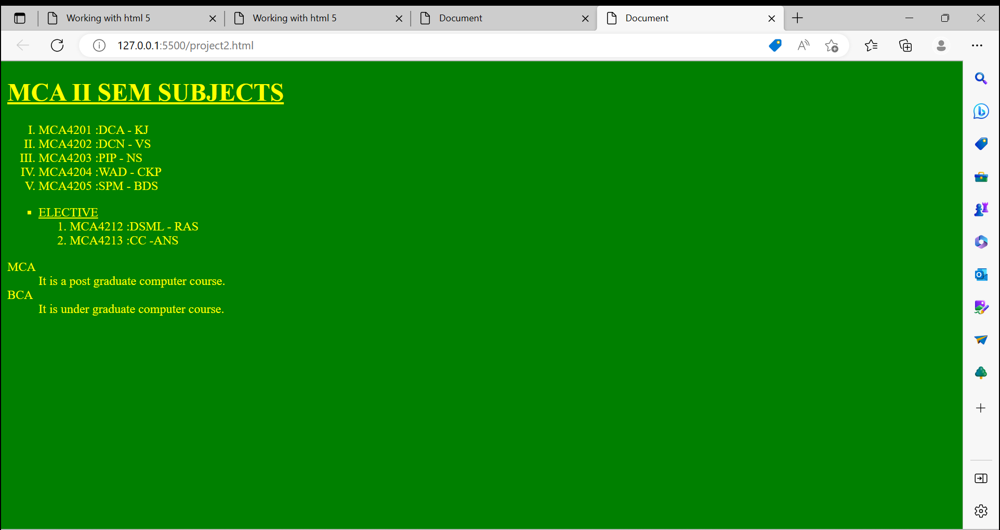 Working with html 5
Working with html 5
Document
Document
127.0.0.1:5500/project2.html
MCA II SEM SUBJECTS
I. MCA4201 :DCA - KJ
II. MCA4202 :DCN - VS
III. MCA4203 :PIP - NS
IV. MCA4204 :WAD - CKP
V. MCA4205 :SPM - BDS
▪ ELECTIVE
1. MCA4212 :DSML - RAS
2. MCA4213 :CC -ANS
MCA
It is a post graduate computer course.
BCA
It is under graduate computer course.